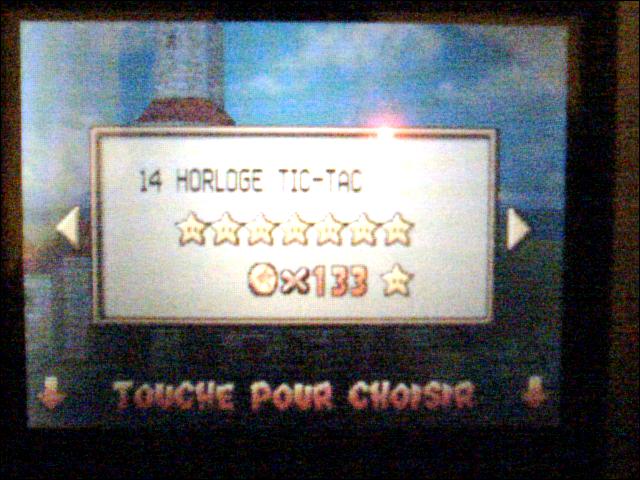 14 HORLOGE TIC-TAC
×133
TOUCHE POUR CHOISIR